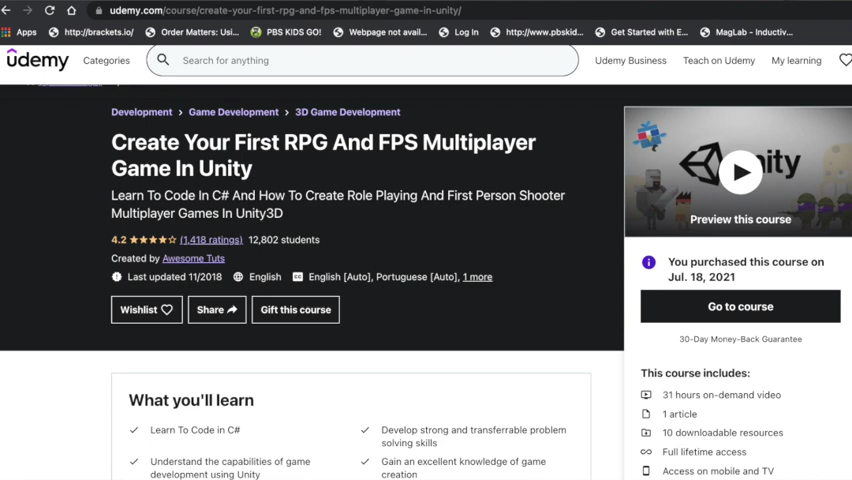 udemy.com/course/create-your-first-rpg-and-fps-multiplayer-game-in-unity/
Apps http://brackets.io/ Order Matters: Usi... PBS KIDS GO! Webpage not avail... Log In http://www.pbskid... Get Started with E... MagLab - Inductiv...
ûdemy Categories Search for anything Udemy Business Teach on Udemy My learning
Development > Game Development > 3D Game Development
Create Your First RPG And FPS Multiplayer
Game In Unity
Learn To Code In C# And How To Create Role Playing And First Person Shooter
Multiplayer Games In Unity3D
4.2 (1,418 ratings) 12,802 students
Created by Awesome Tuts
Last updated 11/2018 English English [Auto], Portuguese [Auto], 1 more
Wishlist Share Gift this course
unity
Preview this course
You purchased this course on
Jul. 18, 2021
Go to course
30-Day Money-Back Guarantee
This course includes:
31 hours on-demand video
1 article
10 downloadable resources
Full lifetime access
Access on mobile and TV
What you'll learn
Learn To Code in C#
Develop strong and transferrable problem
solving skills
Understand the capabilities of game
development using Unity
Gain an excellent knowledge of game
creation